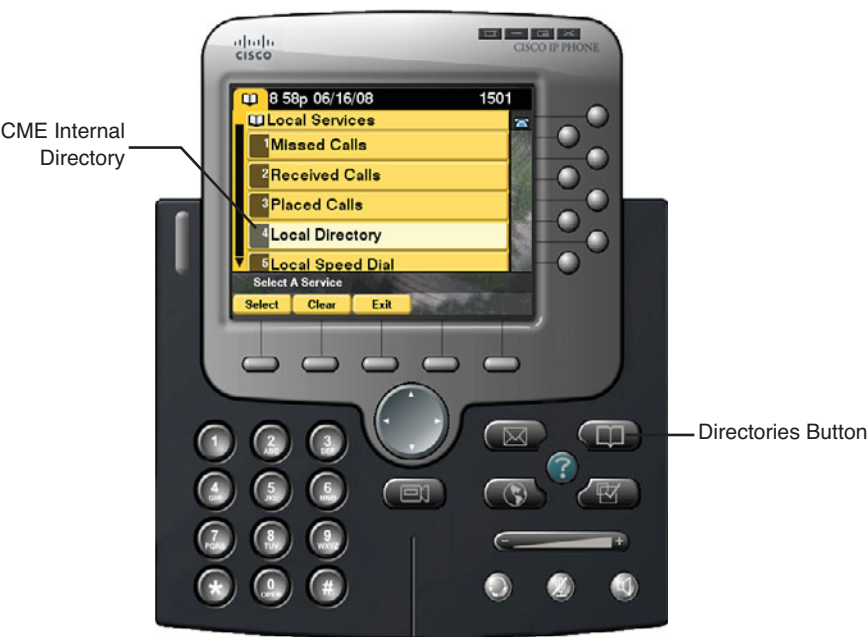 CISCO
CISCO IP PHONE
8 58p 06/16/08 1501
Local Services
1 Missed Calls
2 Received Calls
3 Placed Calls
4 Local Directory
5 Local Speed Dial
Select A Service
Select Clear Exit
CME Internal
Directory
Directories Button
1 2 ABC 3 DEF
4 GHI 5 JKL 6 MNO
7 PQRS 8 TUV 9 WXYZ
* 0 OPER #
?
- +